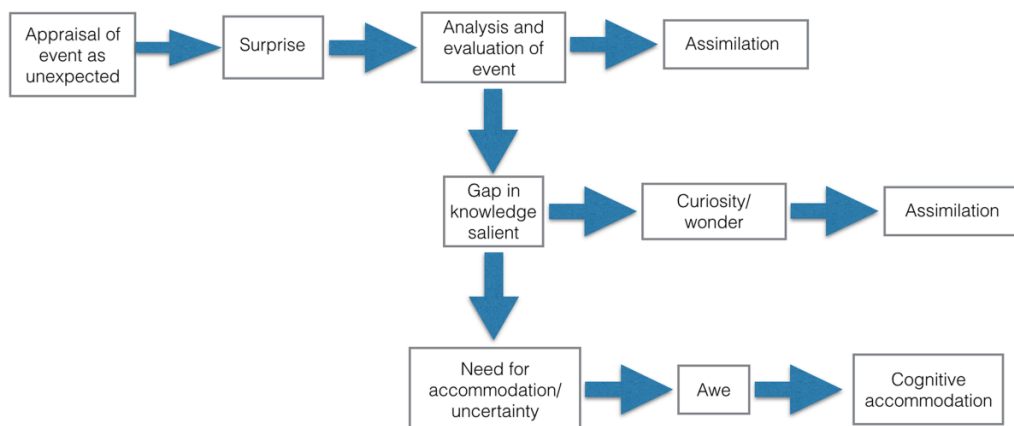 Appraisal of
event as
unexpected
Surprise
Analysis and
evaluation of
event
Assimilation
Gap in
knowledge
salient
Curiosity/
wonder
Assimilation
Need for
accommodation/
uncertainty
Awe
Cognitive
accommodation